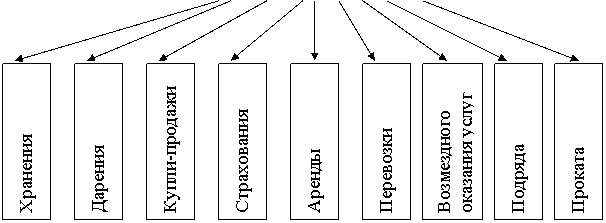 Хранения
Дарения
Купли-продажи
Страхования
Аренды
Перевозки
Возмездного
оказания услуг
Подряда
Проката